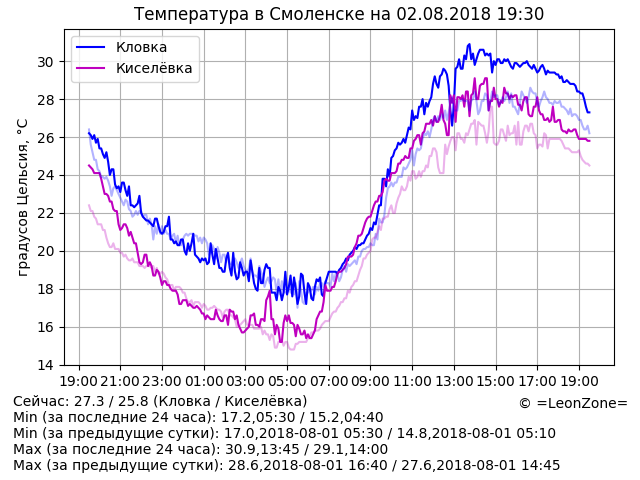 Температура в Смоленске на 02.08.2018 19:30
Кловка
Киселёвка
градусов Цельсия, °C
30
28
26
24
22
20
18
16
14
19:00 21:00 23:00 01:00 03:00 05:00 07:00 09:00 11:00 13:00 15:00 17:00 19:00
Сейчас: 27.3 / 25.8 (Кловка / Киселёвка)
© =LeonZone=
Min (за последние 24 часа): 17.2,05:30 / 15.2,04:40
Min (за предыдущие сутки): 17.0,2018-08-01 05:30 / 14.8,2018-08-01 05:10
Max (за последние 24 часа): 30.9,13:45 / 29.1,14:00
Max (за предыдущие сутки): 28.6,2018-08-01 16:40 / 27.6,2018-08-01 14:45